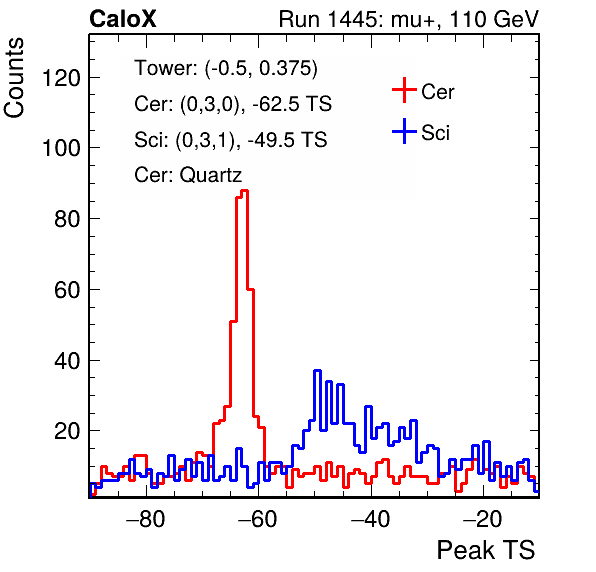 CaloX Run 1445: mu+, 110 GeV
Tower: (-0.5, 0.375)
Cer: (0,3,0), -62.5 TS
Sci: (0,3,1), -49.5 TS
Cer: Quartz
Cer
Sci
Counts
120
100
80
60
40
20
−80 −60 −40 −20
Peak TS